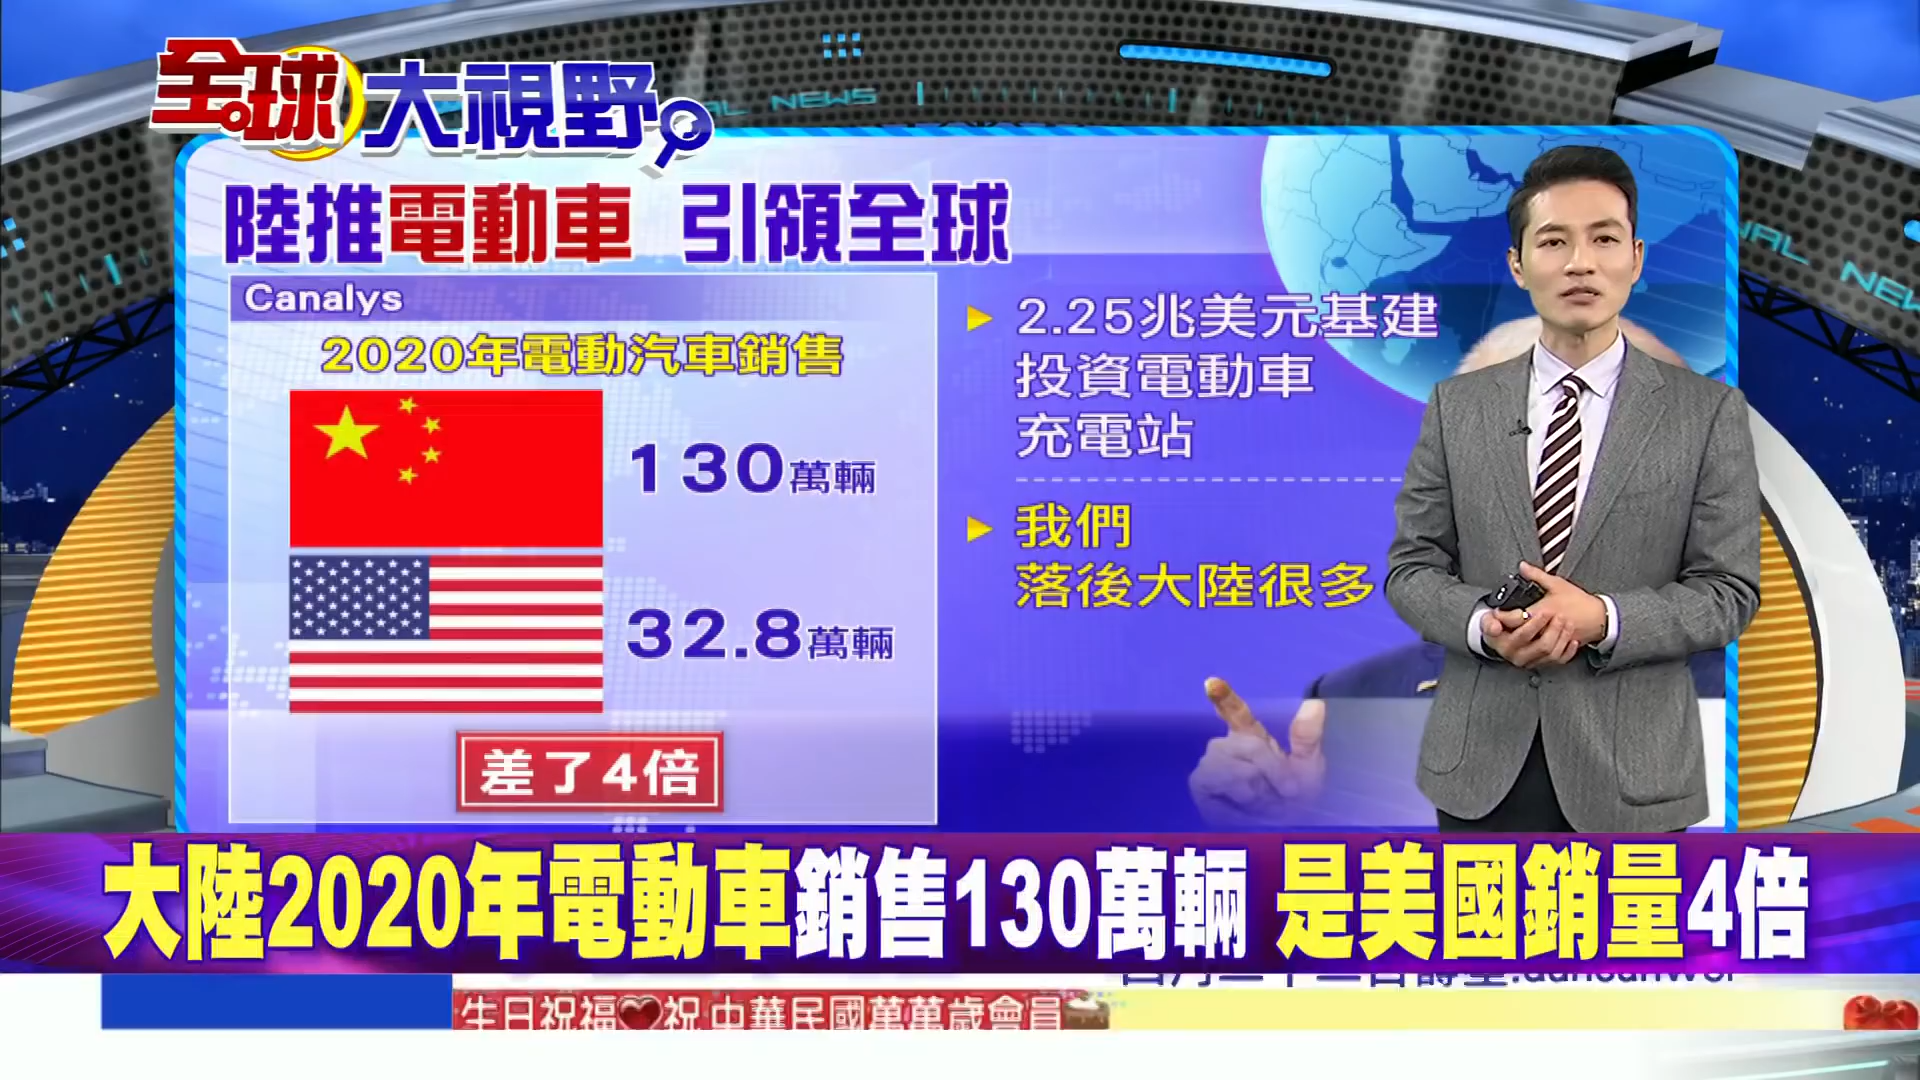 全球大視野
NEWS
陸推電動車 引領全球
Canalys
2020年電動汽車銷售
130萬輛
32.8萬輛
差了4倍
2.25兆美元基建
投資電動車
充電站
我們
落後大陸很多
大陸2020年電動車銷售130萬輛 是美國銷量4倍
生日祝福 祝 中華民國萬萬歲會員